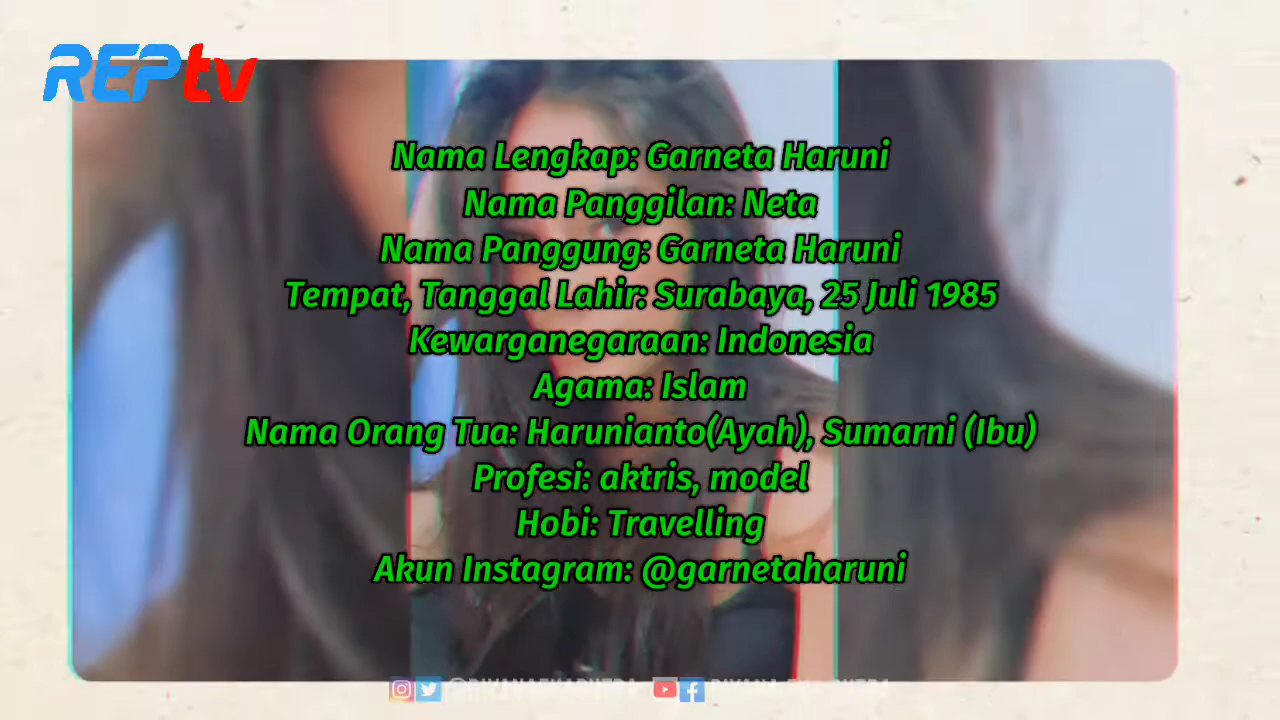 REPtv
Nama Lengkap: Garneta Haruni
Nama Panggilan: Neta
Nama Panggung: Garneta Haruni
Tempat, Tanggal Lahir: Surabaya, 25 Juli 1985
Kewarganegaraan: Indonesia
Agama: Islam
Nama Orang Tua: Harunianto(Ayah), Sumarni (Ibu)
Profesi: aktris, model
Hobi: Travelling
Akun Instagram: @garnetaharuni